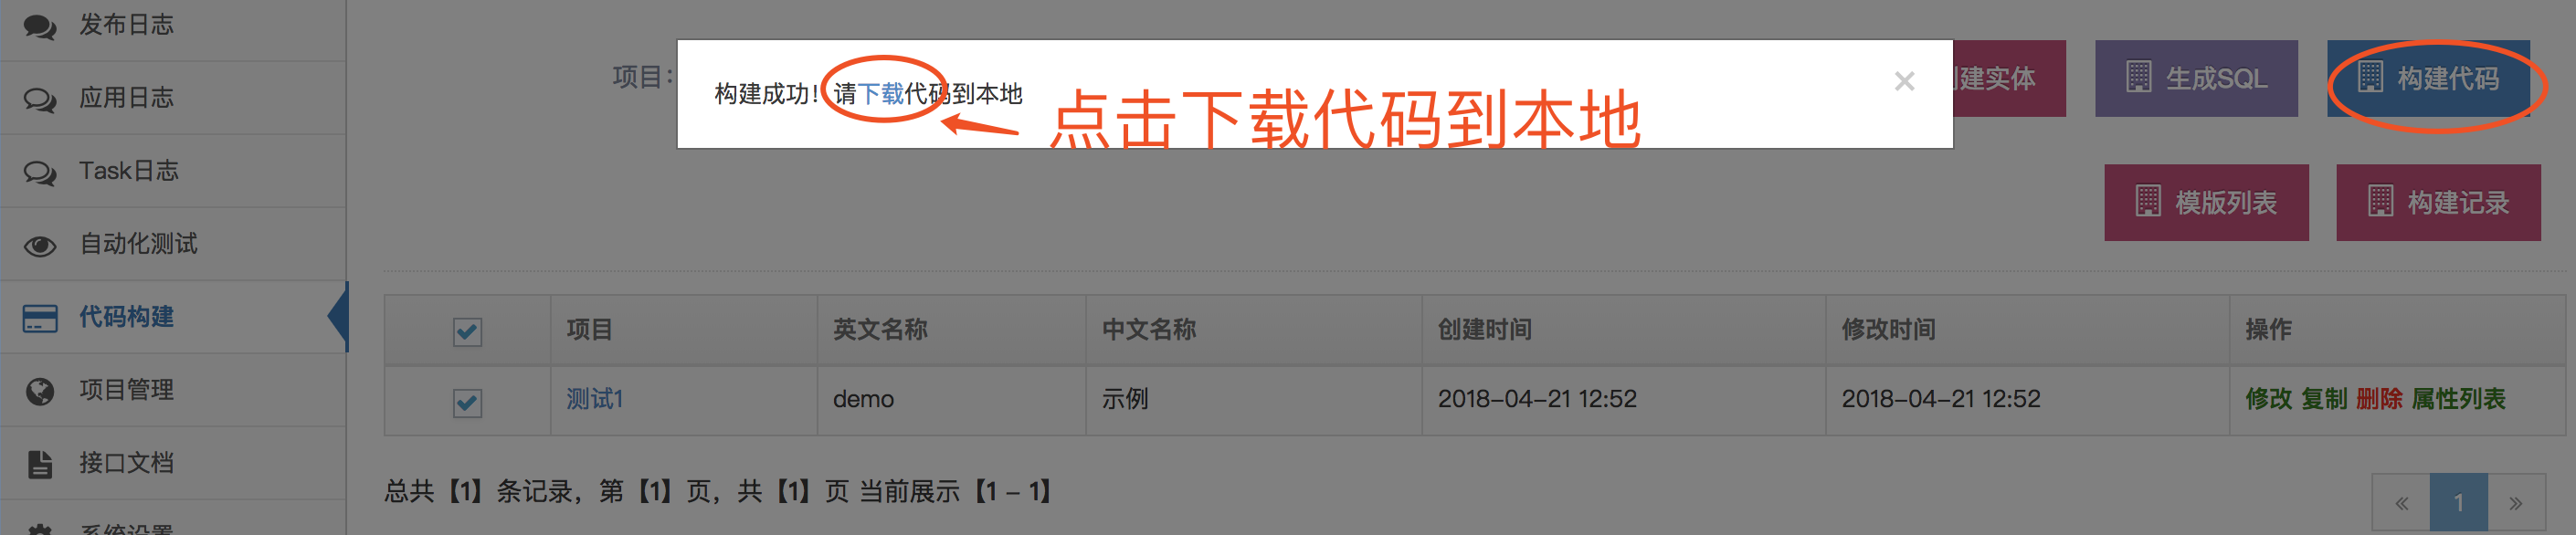 发布日志
应用日志
Task日志
自动化测试
代码构建
项目管理
接口文档
系统设置
项目:
构建成功！请下载代码到本地
×
点击下载代码到本地
建实体
生成SQL
构建代码
模版列表
构建记录
项目 英文名称 中文名称 创建时间 修改时间 操作
测试1 demo 示例 2018-04-21 12:52 2018-04-21 12:52 修改 复制 删除 属性列表
总共【1】条记录，第【1】页，共【1】页 当前展示【1 - 1】
« 1 »